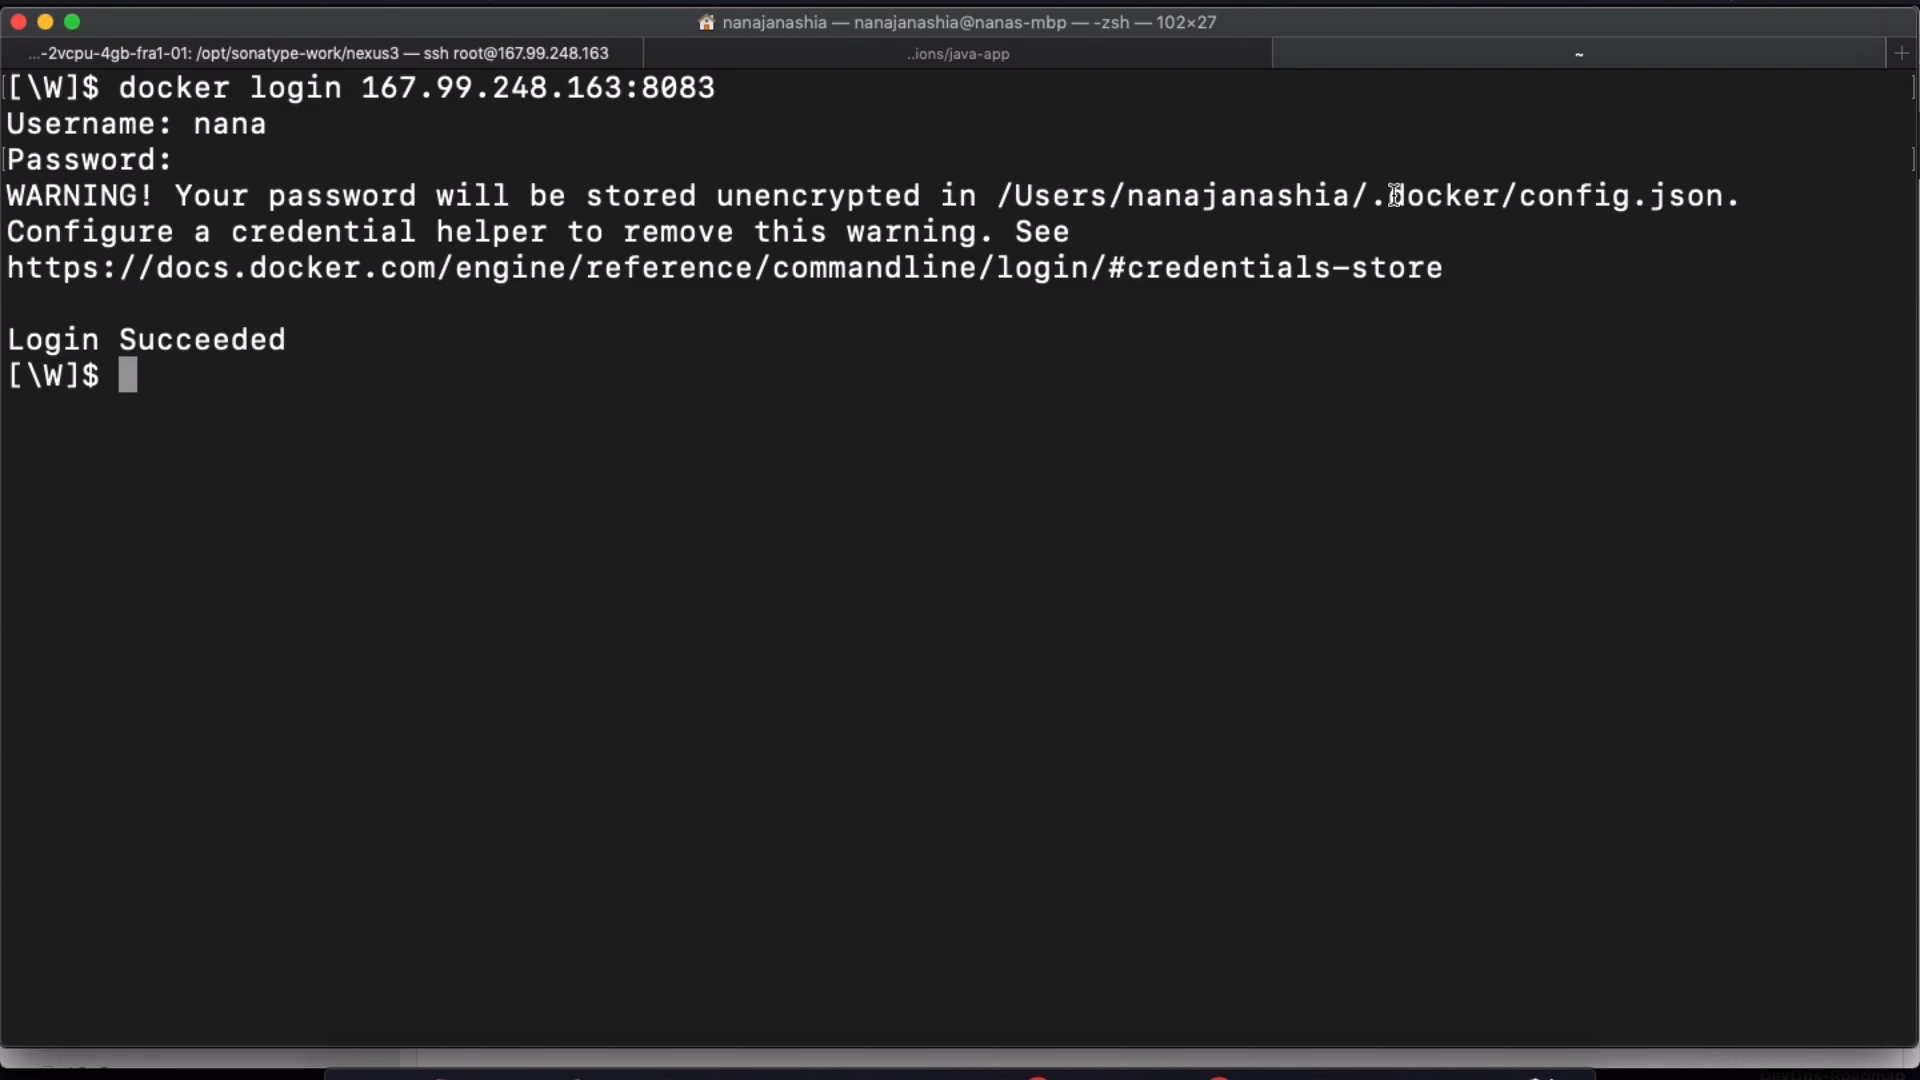 nanajanashia — nanajanashia@nanas-mbp — -zsh — 102×27
...-2vcpu-4gb-fra1-01: /opt/sonatype-work/nexus3 — ssh root@167.99.248.163
..ions/java-app
~
[\W]$ docker login 167.99.248.163:8083
Username: nana
Password:
WARNING! Your password will be stored unencrypted in /Users/nanajanashia/.docker/config.json.
Configure a credential helper to remove this warning. See
https://docs.docker.com/engine/reference/commandline/login/#credentials-store
Login Succeeded
[\W]$